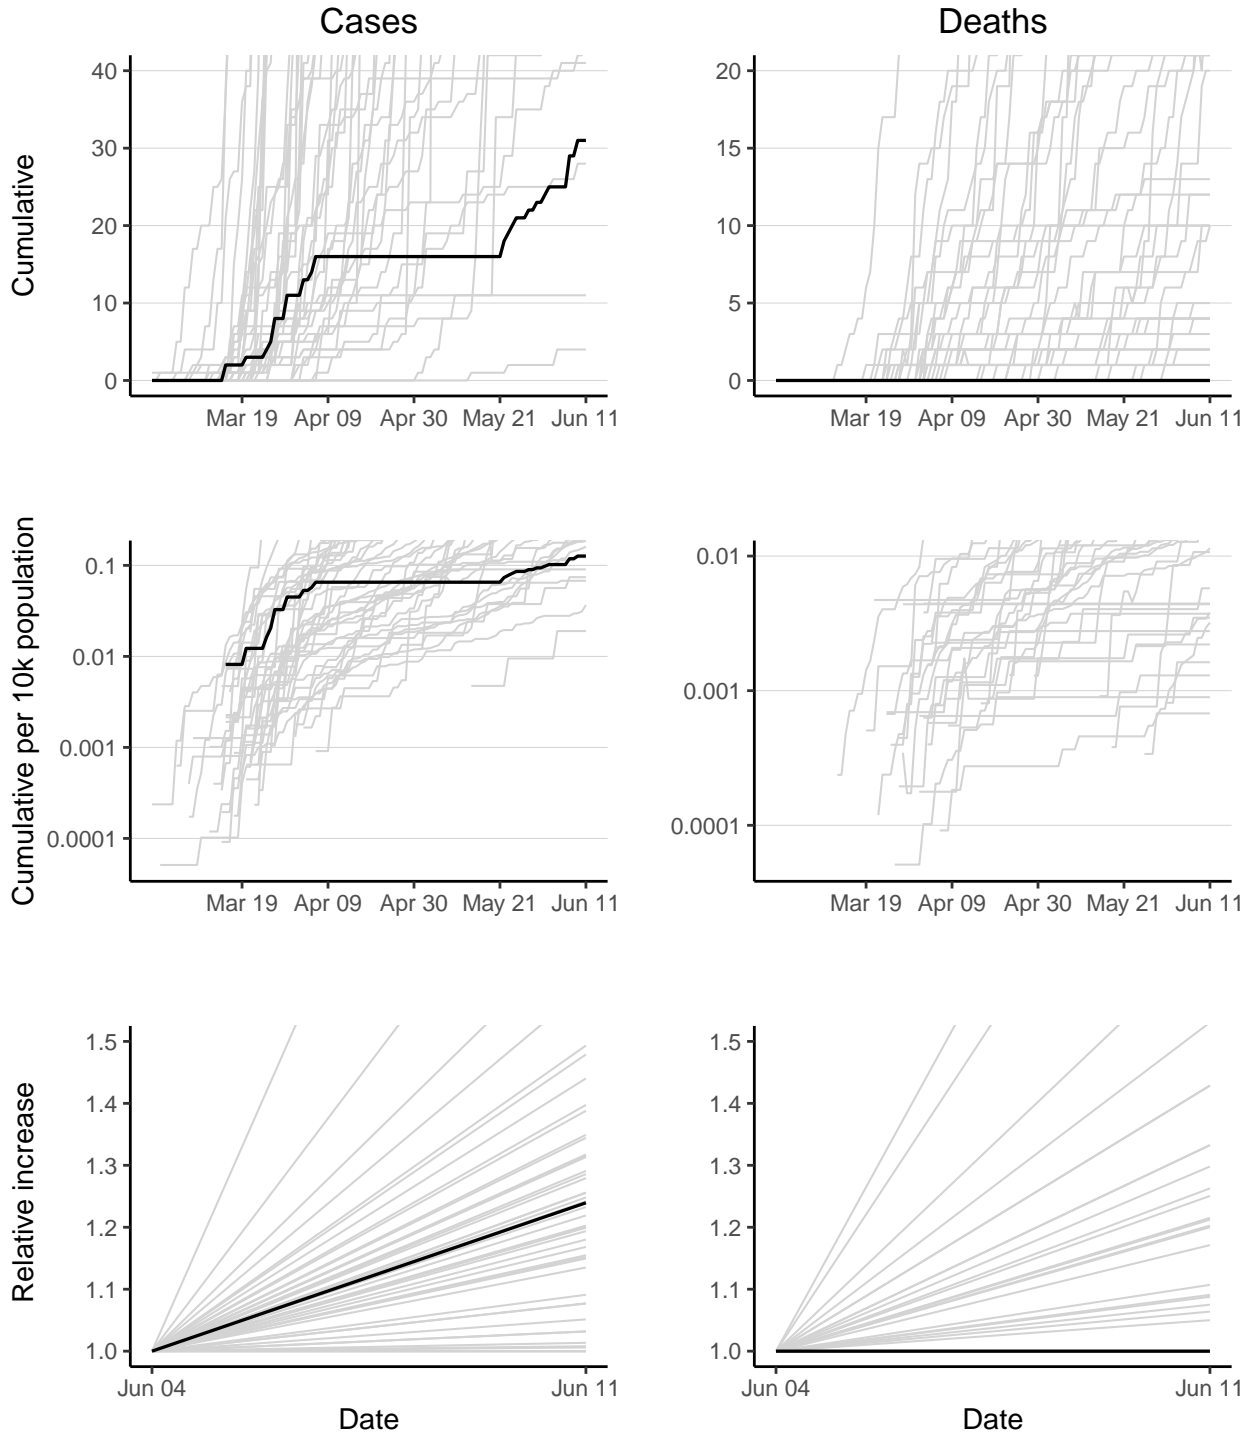 Cases
Deaths
Cumulative
40
30
20
10
0
Mar 19 Apr 09 Apr 30 May 21 Jun 11
20
15
10
5
0
Mar 19 Apr 09 Apr 30 May 21 Jun 11
Cumulative per 10k population
0.1
0.01
0.001
0.0001
Mar 19 Apr 09 Apr 30 May 21 Jun 11
0.01
0.001
0.0001
Mar 19 Apr 09 Apr 30 May 21 Jun 11
Relative increase
1.5
1.4
1.3
1.2
1.1
1.0
Jun 04 Jun 11
Date
1.5
1.4
1.3
1.2
1.1
1.0
Jun 04 Jun 11
Date